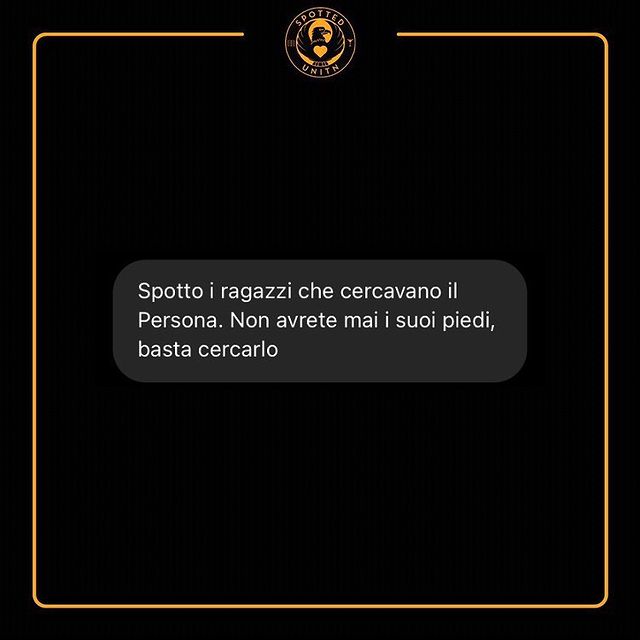 SPOTTED
UNITN
Spotto i ragazzi che cercavano il
Persona. Non avrete mai i suoi piedi,
basta cercarlo